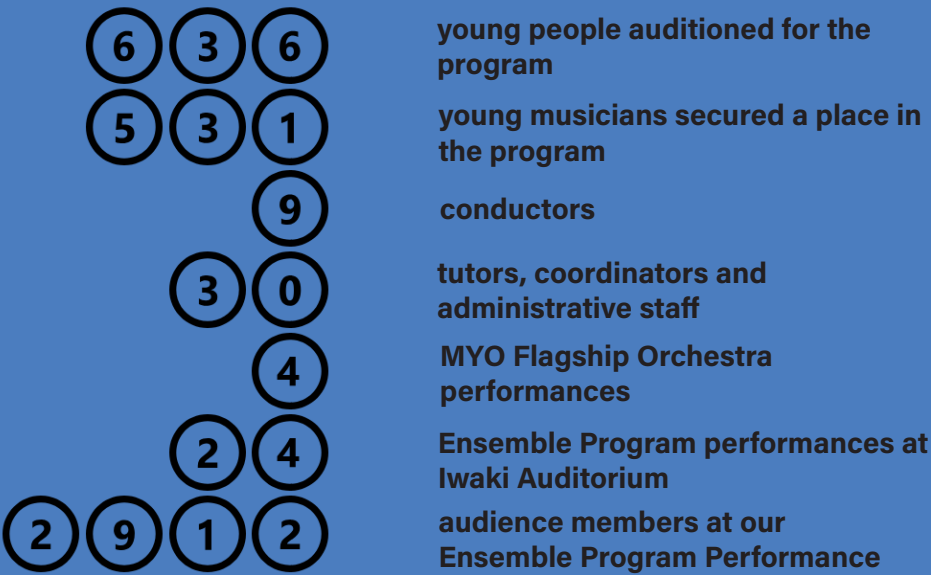 636 young people auditioned for the
program
531 young musicians secured a place in
the program
9 conductors
30 tutors, coordinators and
administrative staff
4 MYO Flagship Orchestra
performances
24 Ensemble Program performances at
Iwaki Auditorium
2912 audience members at our
Ensemble Program Performance